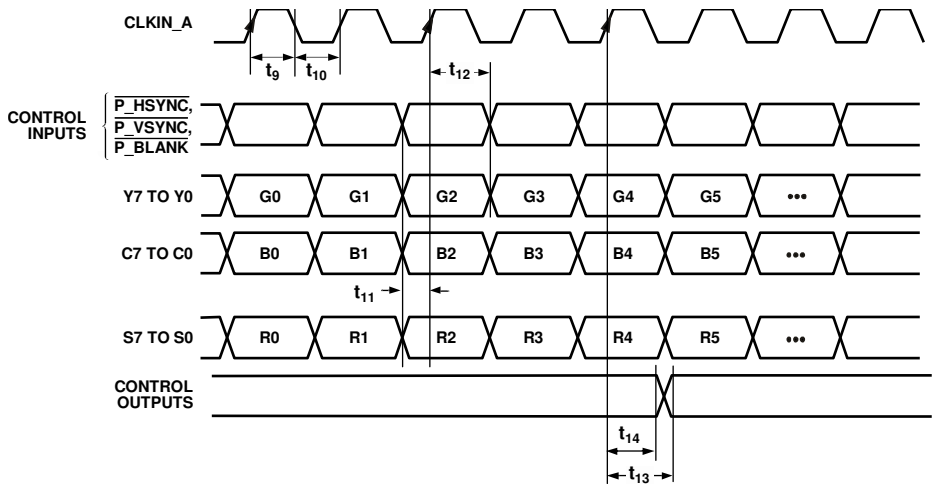 CLKIN_A
t9 t10 t12
CONTROL INPUTS
P_HSYNC,
P_VSYNC,
P_BLANK
Y7 TO Y0 G0 G1 G2 G3 G4 G5 •••
C7 TO C0 B0 B1 B2 B3 B4 B5 •••
t11
S7 TO S0 R0 R1 R2 R3 R4 R5 •••
CONTROL OUTPUTS
t14
t13